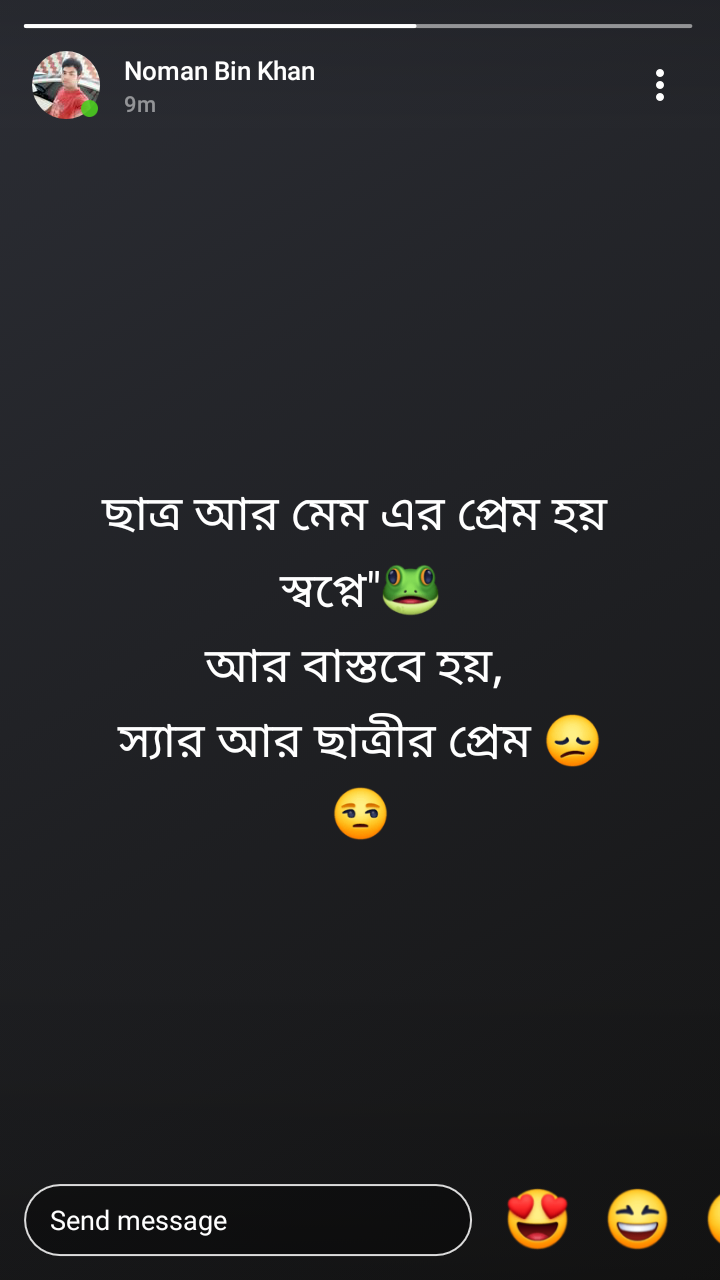 Noman Bin Khan
9m
ছাত্র আর মেম এর প্রেম হয়
স্বপ্নে"🐸
আর বাস্তবে হয়,
স্যার আর ছাত্রীর প্রেম 😞
😒
Send message